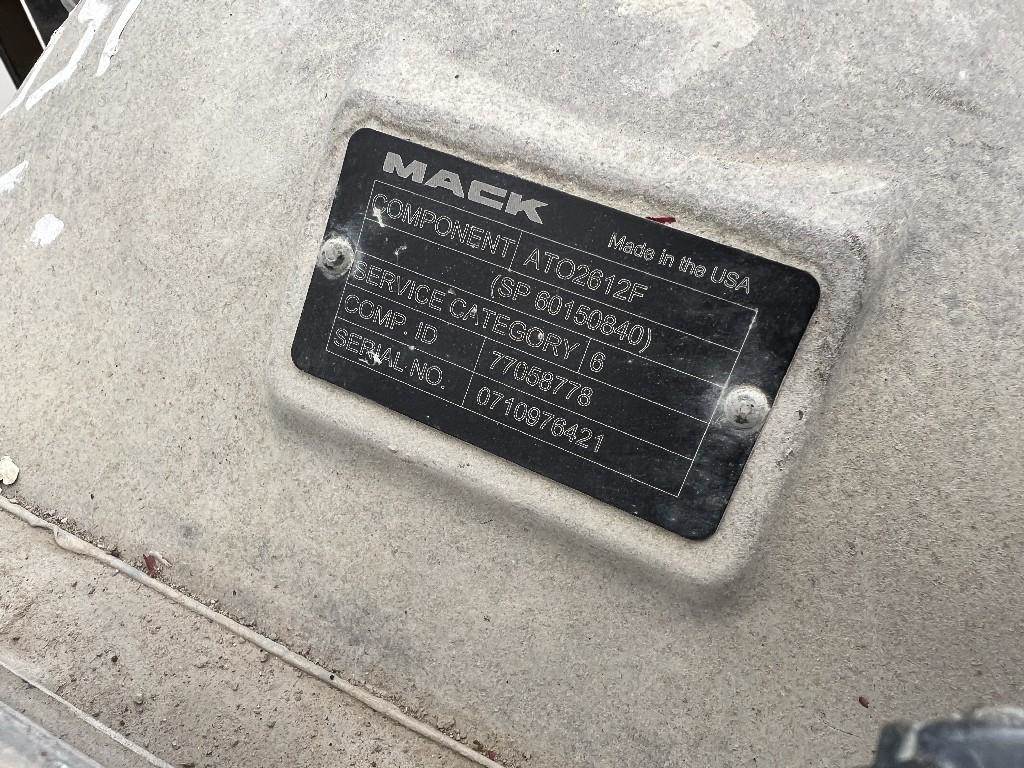 MACK
Made in the USA
COMPONENT ATO2612F
(SP 60150840)
SERVICE CATEGORY 6
COMP. ID 77058778
SERIAL NO. 0710976421